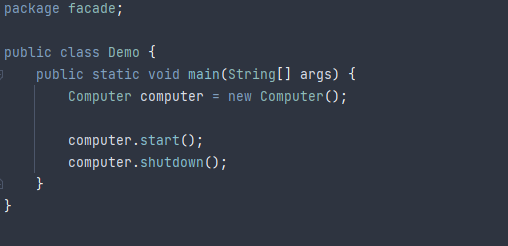 package facade;
public class Demo {
public static void main(String[] args) {
Computer computer = new Computer();
computer.start();
computer.shutdown();
}
}